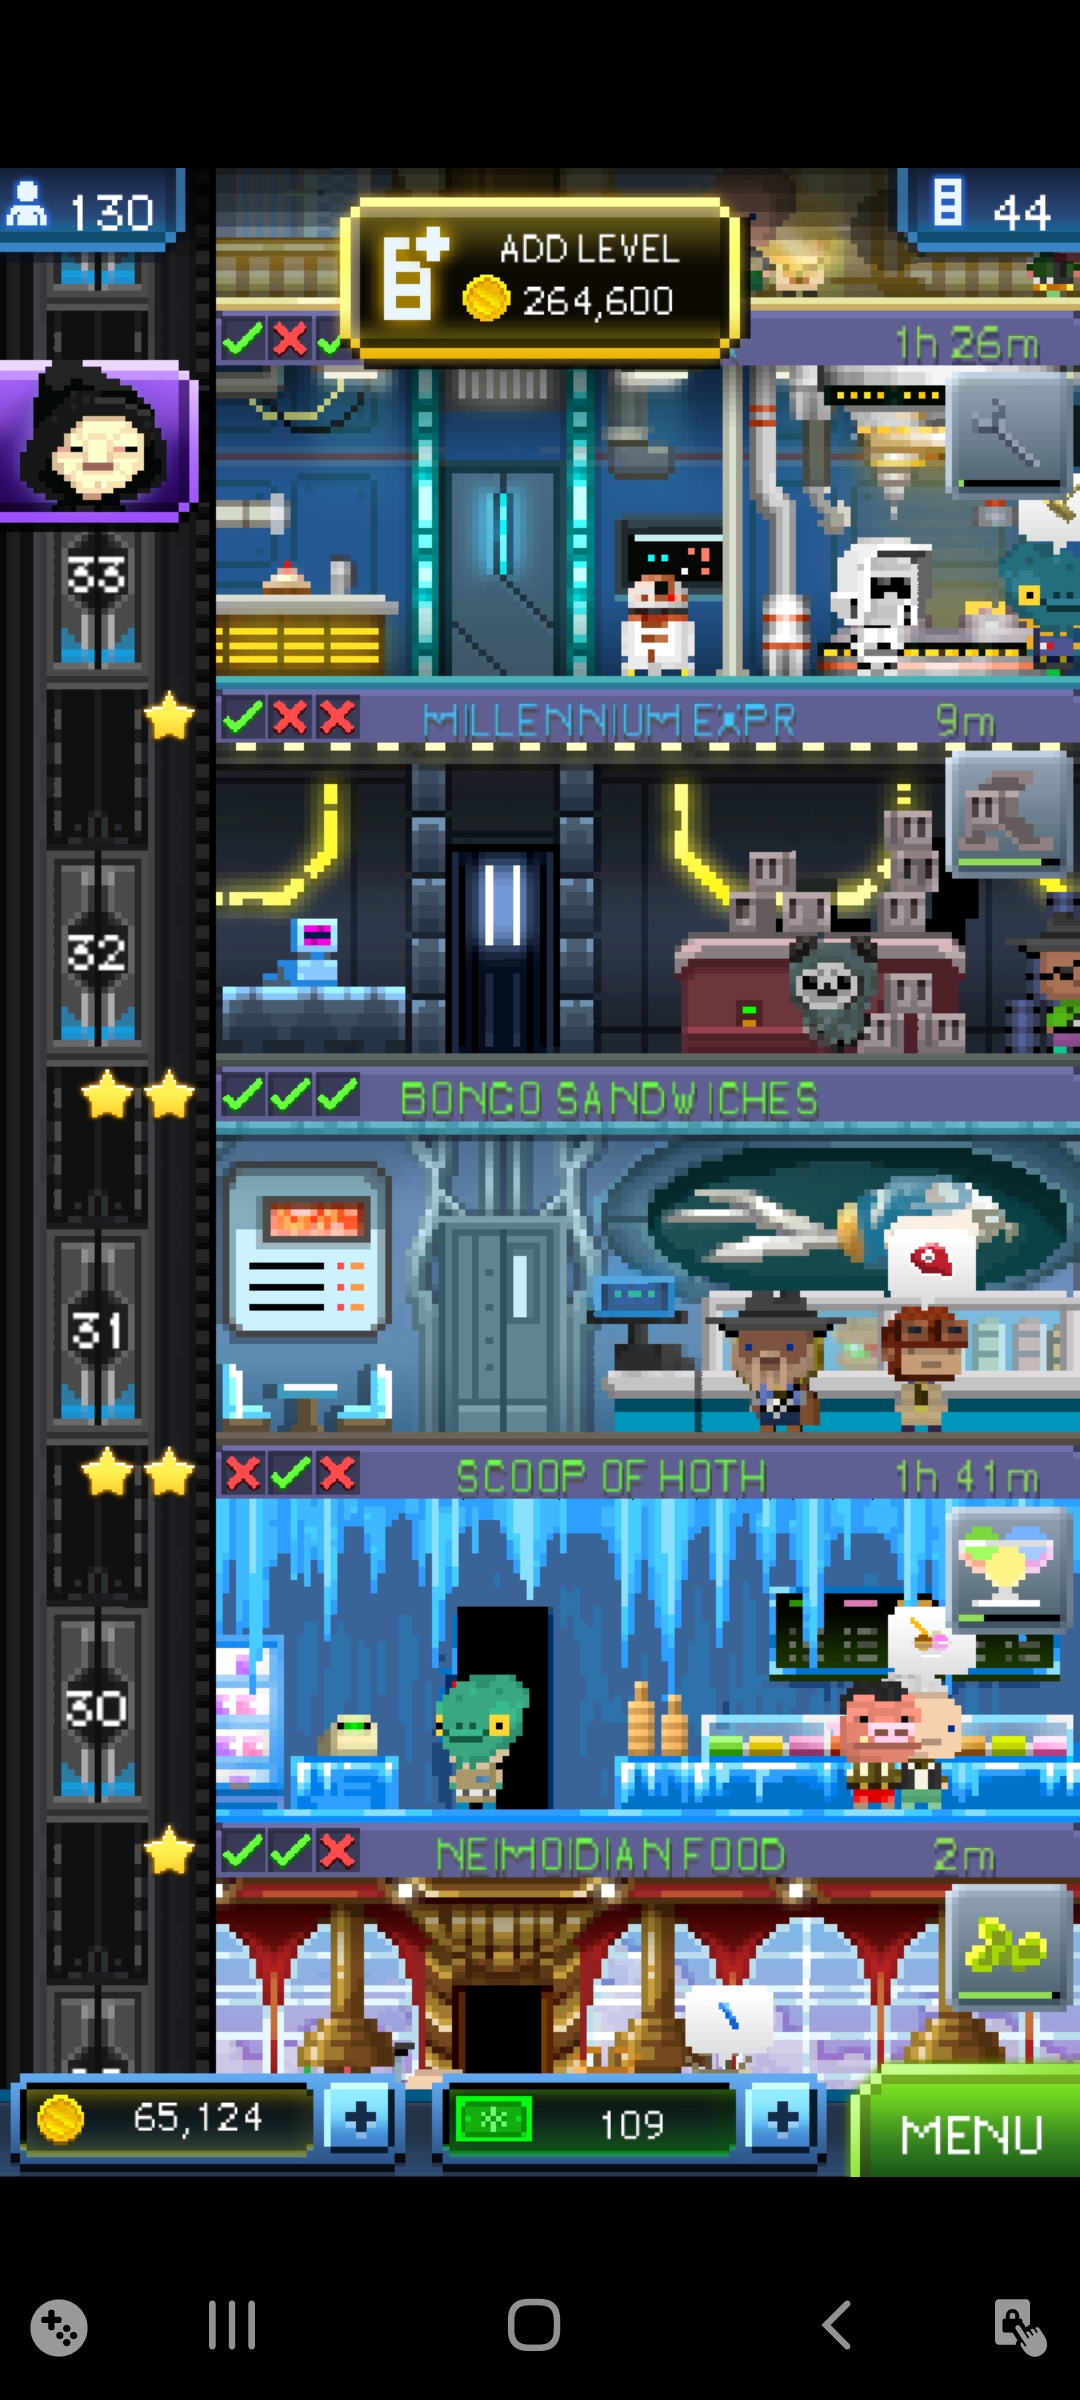 130
ADD LEVEL
264,600
44
1h 26m
33
MILLENNIUM EXPR
9m
32
BONGO SANDWICHES
31
SCOOP OF HOTH
1h 41m
30
NEIMOIDIAN FOOD
2m
65,124
109
MENU